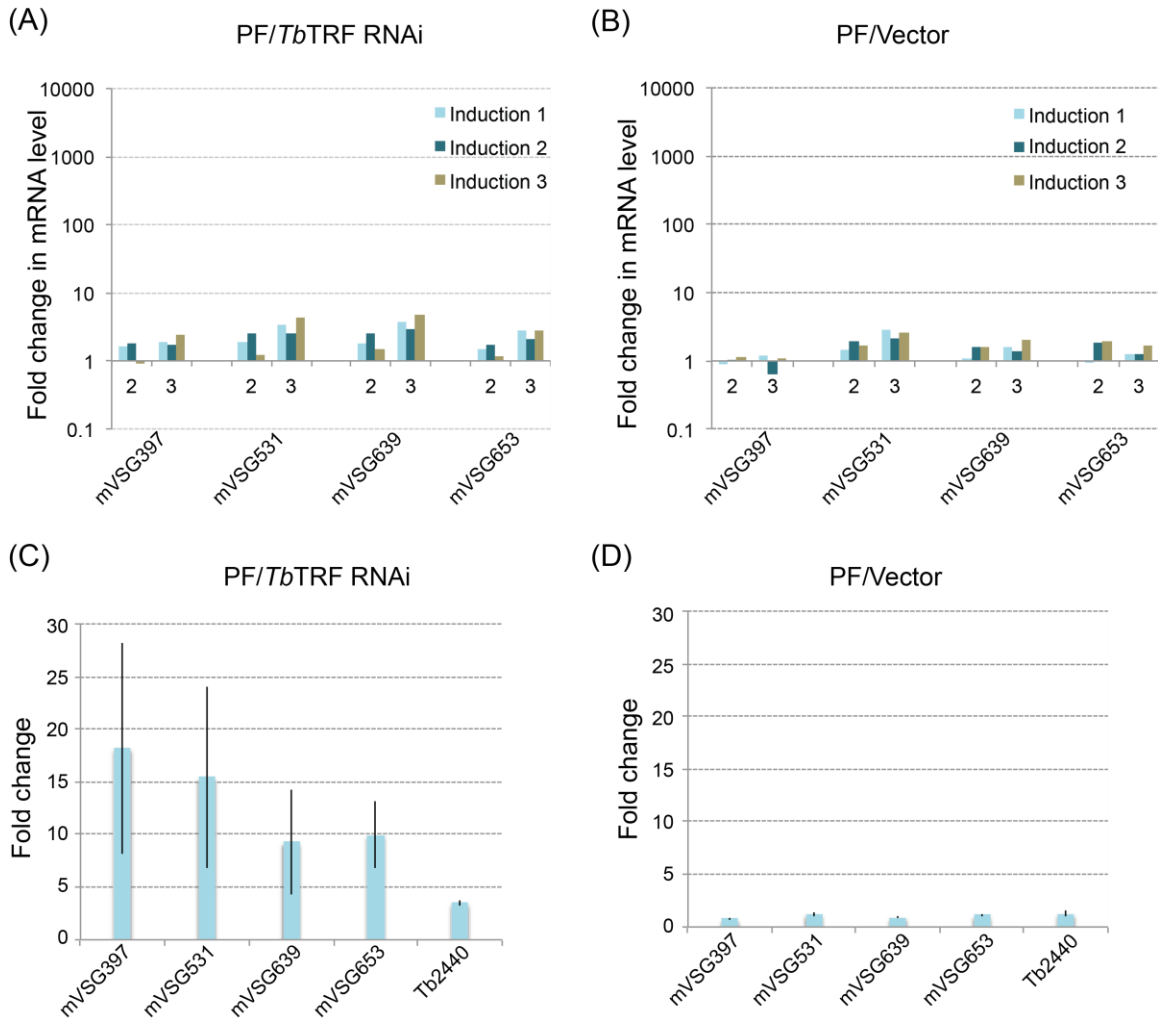 (A)
PF/TbTRF RNAi
Fold change in mRNA level
10000
1000
100
10
1
0.1
Induction 1
Induction 2
Induction 3
2 3 2 3 2 3 2 3
mVSG397 mVSG531 mVSG639 mVSG653
(B)
PF/Vector
Fold change in mRNA level
10000
1000
100
10
1
0.1
Induction 1
Induction 2
Induction 3
2 3 2 3 2 3 2 3
mVSG397 mVSG531 mVSG639 mVSG653
(C)
PF/TbTRF RNAi
Fold change
30
25
20
15
10
5
0
mVSG397 mVSG531 mVSG639 mVSG653 Tb2440
(D)
PF/Vector
Fold change
30
25
20
15
10
5
0
mVSG397 mVSG531 mVSG639 mVSG653 Tb2440